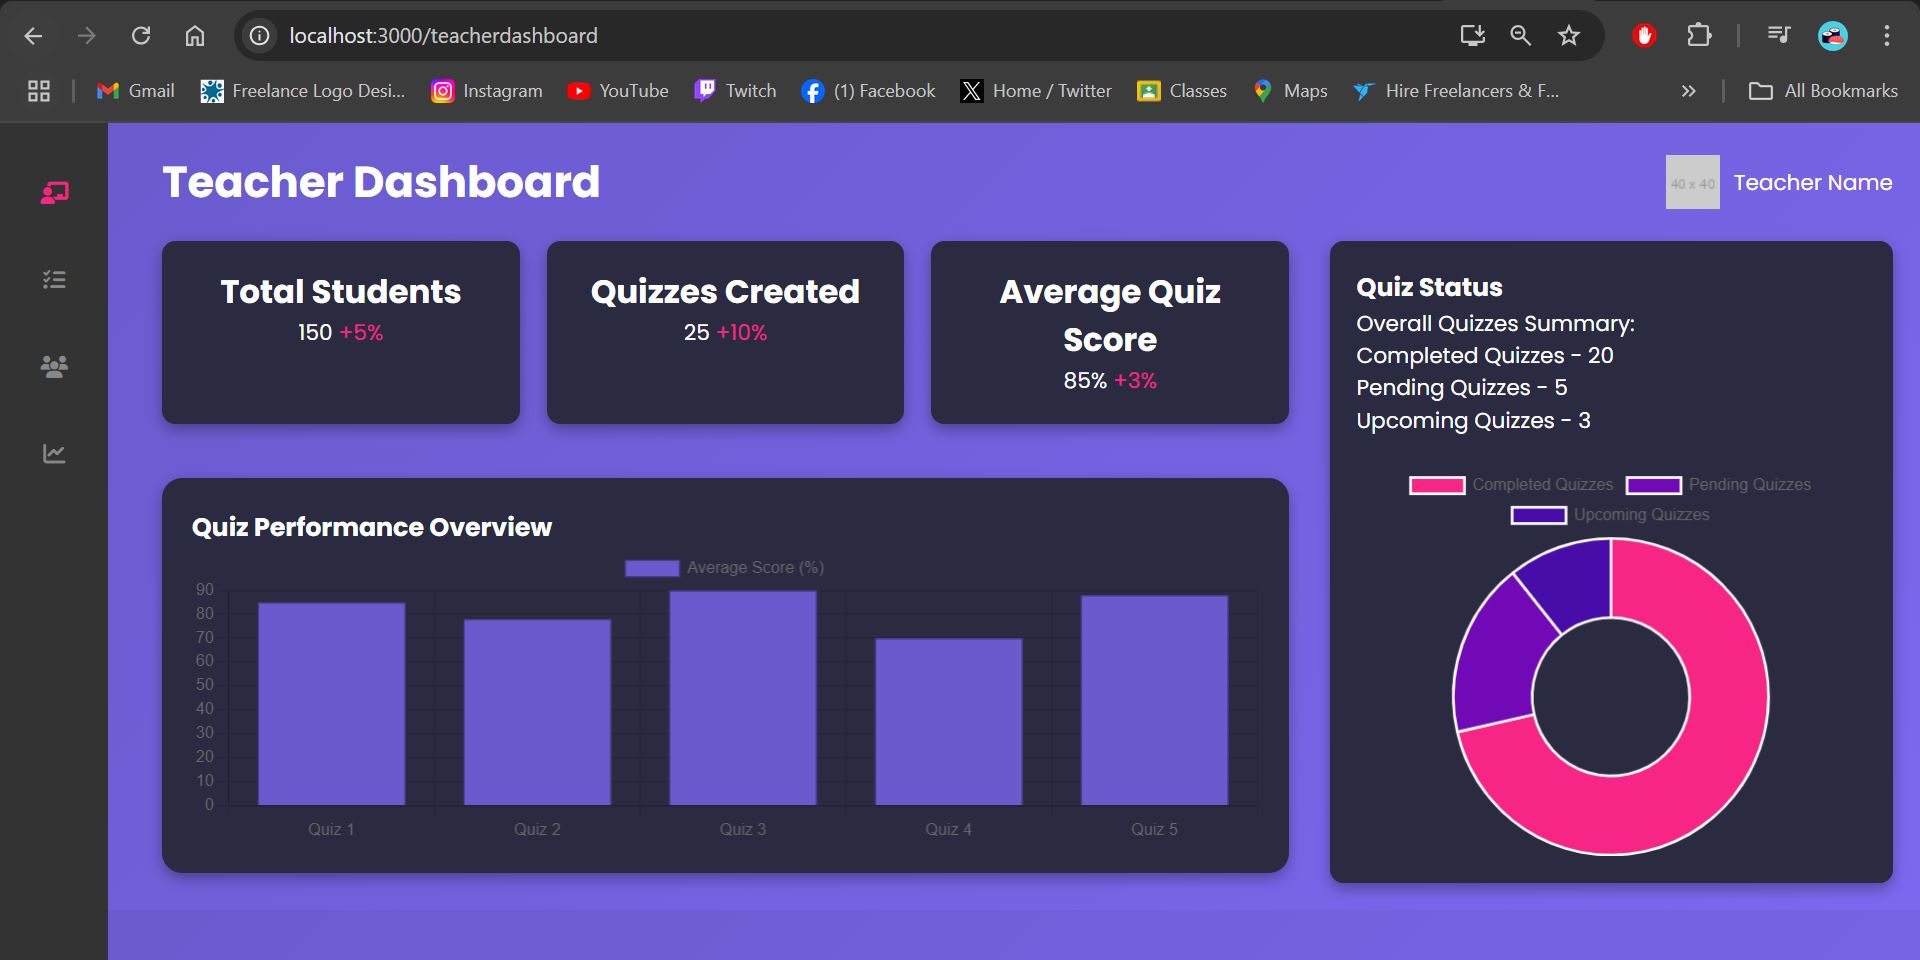 localhost:3000/teacherdashboard
Gmail
Freelance Logo Desi...
Instagram
YouTube
Twitch
(1) Facebook
Home / Twitter
Classes
Maps
Hire Freelancers & F...
»
All Bookmarks
Teacher Dashboard
40 x 40
Teacher Name
Total Students
150 +5%
Quizzes Created
25 +10%
Average Quiz
Score
85% +3%
Quiz Status
Overall Quizzes Summary:
Completed Quizzes - 20
Pending Quizzes - 5
Upcoming Quizzes - 3
Completed Quizzes
Pending Quizzes
Upcoming Quizzes
Quiz Performance Overview
Average Score (%)
90
80
70
60
50
40
30
20
10
0
Quiz 1
Quiz 2
Quiz 3
Quiz 4
Quiz 5